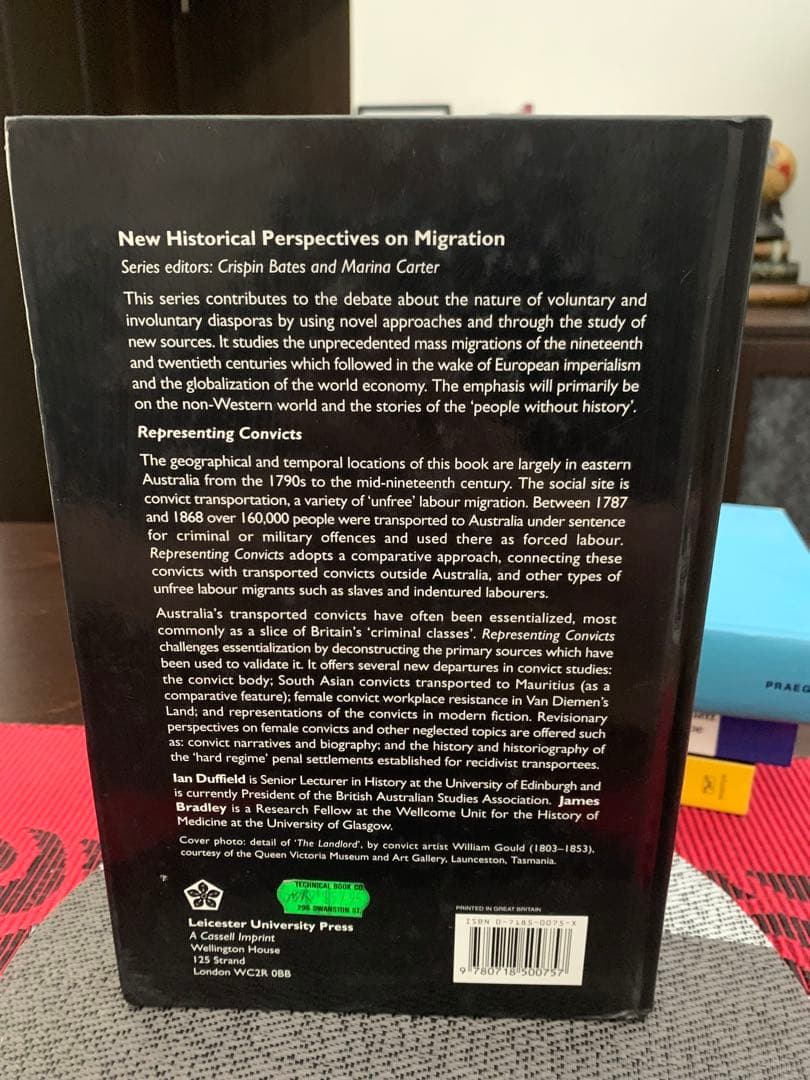 New Historical Perspectives on Migration
Series editors: Crispin Bates and Marina Carter
This series contributes to the debate about the nature of voluntary and
involuntary diasporas by using novel approaches and through the study of
new sources. It studies the unprecedented mass migrations of the nineteenth
and twentieth centuries which followed in the wake of European imperialism
and the globalization of the world economy. The emphasis will primarily be
on the non-Western world and the stories of the ‘people without history’.
Representing Convicts
The geographical and temporal locations of this book are largely in eastern
Australia from the 1790s to the mid-nineteenth century. The social site is
convict transportation, a variety of ‘unfree’ labour migration. Between 1787
and 1868 over 160,000 people were transported to Australia under sentence
for criminal or military offences and used there as forced labour.
Representing Convicts adopts a comparative approach, connecting these
convicts with transported convicts outside Australia, and other types of
unfree labour migrants such as slaves and indentured labourers.
Australia's transported convicts have often been essentialized, most
commonly as a slice of Britain's ‘criminal classes’. Representing Convicts
challenges essentialization by deconstructing the primary sources which have
been used to validate it. It offers several new departures in convict studies:
the convict body; South Asian convicts transported to Mauritius (as a
comparative feature); female convict workplace resistance in Van Diemen's
Land; and representations of the convicts in modern fiction. Revisionary
perspectives on female convicts and other neglected topics are offered such
as: convict narratives and biography; and the history and historiography of
the ‘hard regime’ penal settlements established for recidivist transportees.
Ian Duffield is Senior Lecturer in History at the University of Edinburgh and
is currently President of the British Australian Studies Association. James
Bradley is a Research Fellow at the Wellcome Unit for the History of
Medicine at the University of Glasgow.
Cover photo: detail of ‘The Landlord’, by convict artist William Gould (1803–1853),
courtesy of the Queen Victoria Museum and Art Gallery, Launceston, Tasmania.
TECHNICAL BOOK CO.
296 SWANSTON ST.
Leicester University Press
A Cassell Imprint
Wellington House
125 Strand
London WC2R 0BB
PRINTED IN GREAT BRITAIN
ISBN 0-7185-0075-X
9 780718 500757
PRAEG